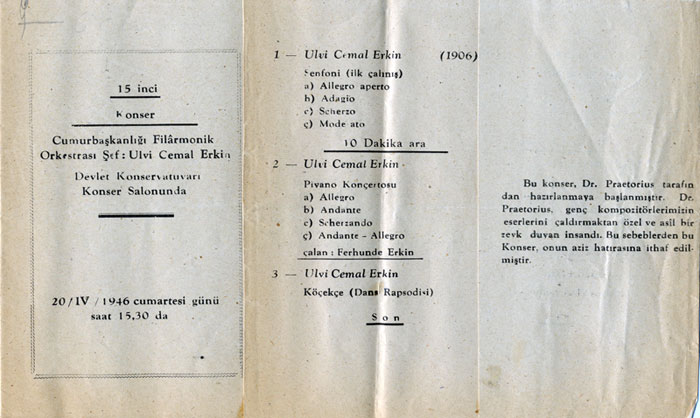 15 inci
Konser
Cumurbaşkanlığı Filârmonik
Orkestrası Şef: Ulvi Cemal Erkin
Devlet Konservatuvarı
Konser Salonunda
20/IV/1946 cumartesi günü
saat 15,30 da
1 — Ulvi Cemal Erkin (1906)
Senfoni (ilk çalınış)
a) Allegro aperto
b) Adagio
c) Scherzo
ç) Mode ato
10 Dakika ara
2 — Ulvi Cemal Erkin
Piyano Konçertosu
a) Allegro
b) Andante
c) Scherzando
ç) Andante - Allegro
çalan : Ferhunde Erkin
3 — Ulvi Cemal Erkin
Köçekçe (Dans Rapsodisi)
Son
Bu konser, Dr. Praetorius tarafın
dan hazırlanmaya başlanmıştır. Dr.
Praetorius, genç kompozitörlerimizin
eserlerini çaldırmaktan özel ve asil bir
zevk duyan insandı. Bu sebeblerden bu
Konser, onun aziz hatırasına ithaf edil-
miştir.